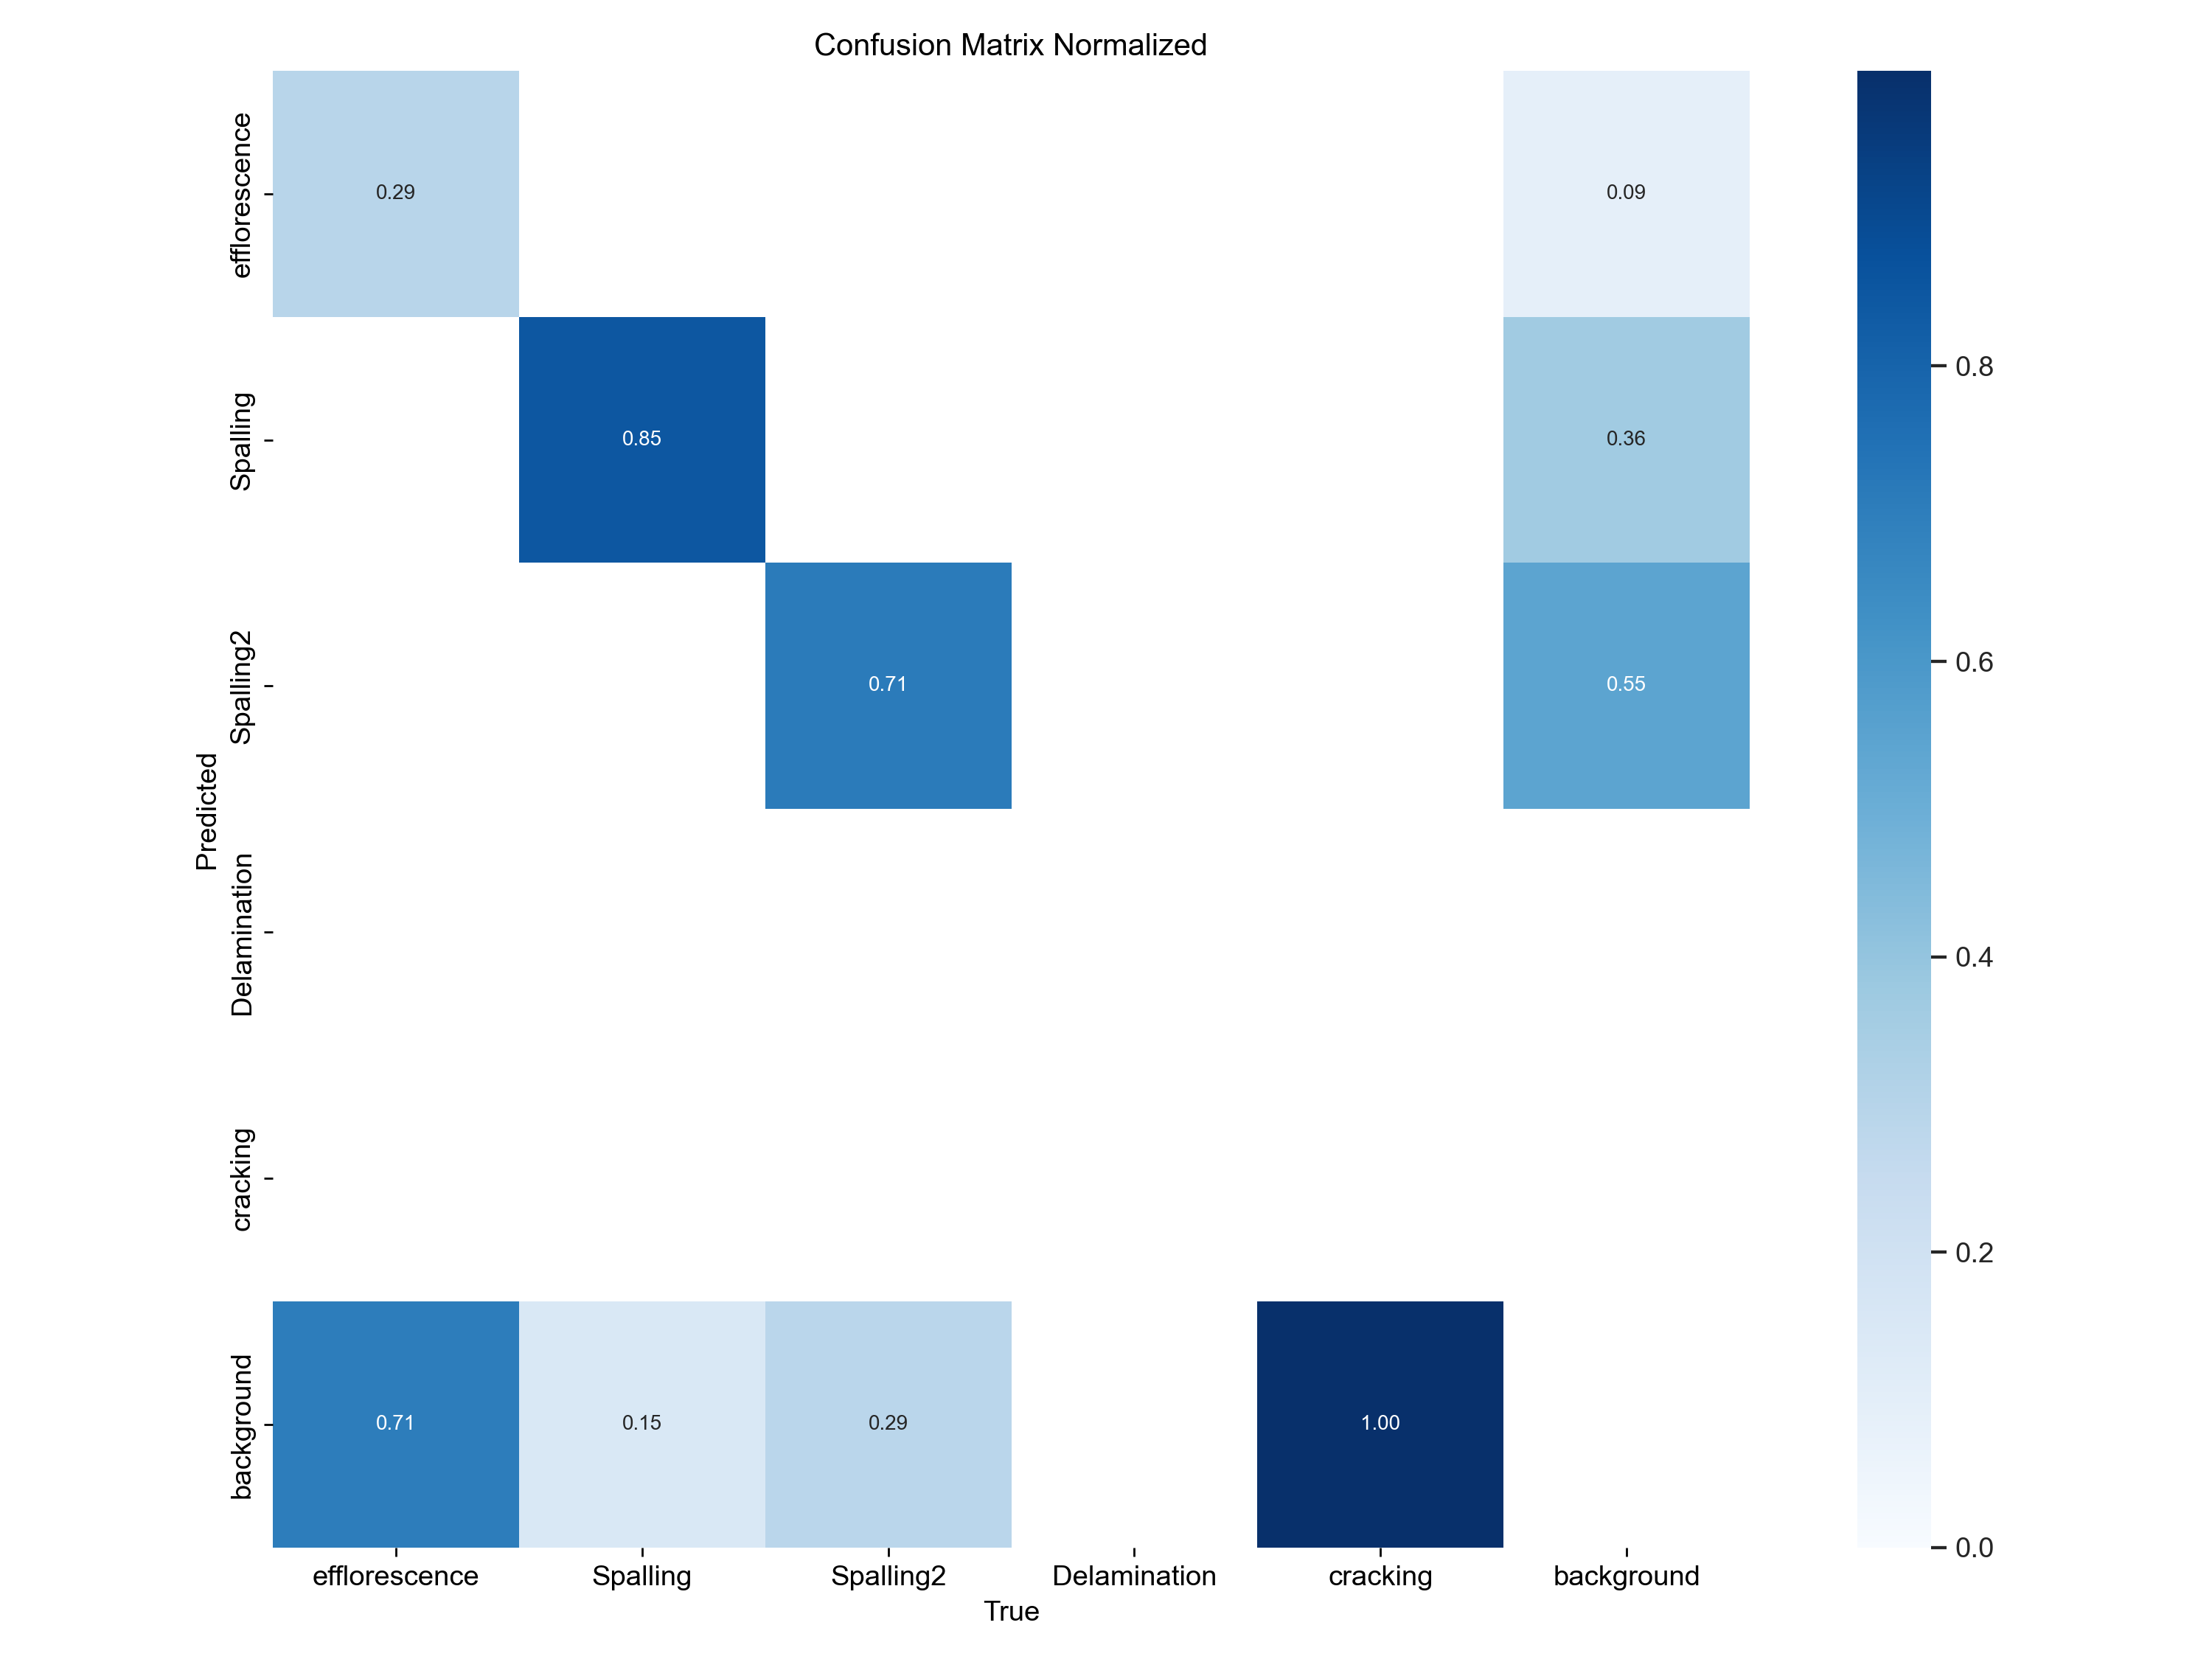 Confusion Matrix Normalized
efflorescence
0.29
0.09
Spalling
0.85
0.36
0.8
Spalling2
0.71
0.55
0.6
Predicted
Delamination
0.4
cracking
0.2
background
0.71
0.15
0.29
1.00
0.0
efflorescence Spalling Spalling2 Delamination cracking background
True